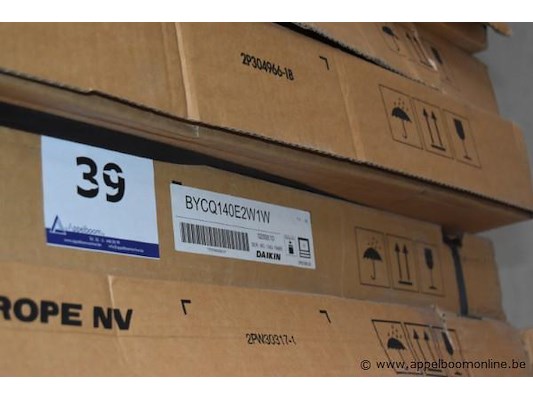 2P304966-1B
39
Appelboom
BYCQ140E2W1W
DAIKIN
ROPE NV
2PW30317-1
© www.appelboomonline.be